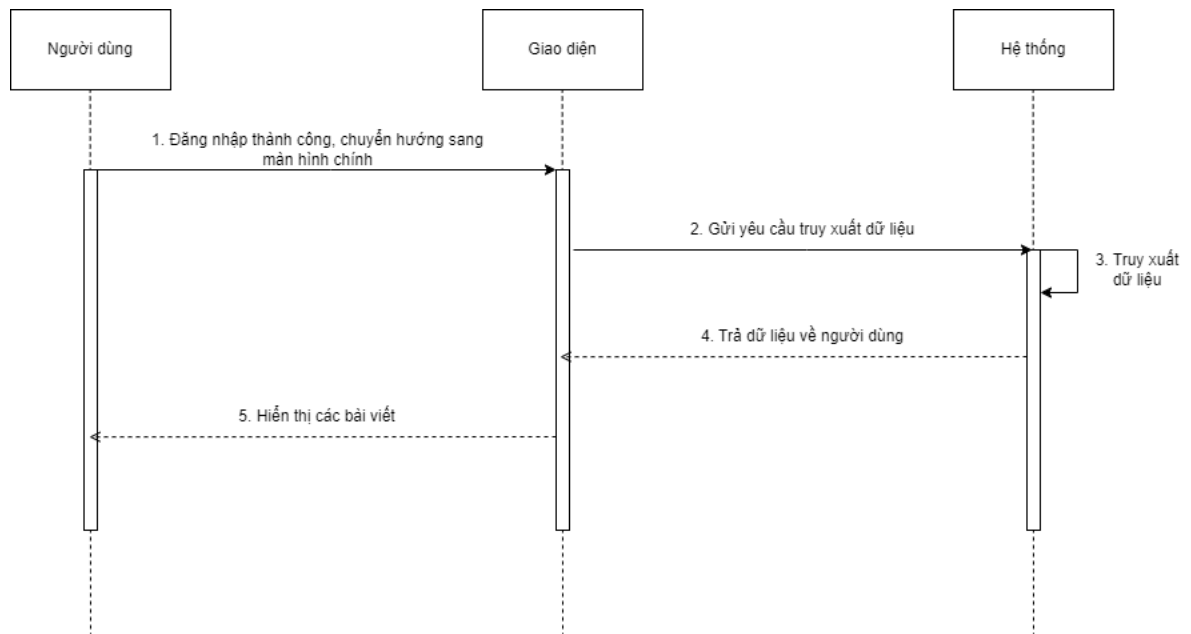 Người dùng
Giao diện
Hệ thống
1. Đăng nhập thành công, chuyển hướng sang
màn hình chính
2. Gửi yêu cầu truy xuất dữ liệu
3. Truy xuất
dữ liệu
4. Trả dữ liệu về người dùng
5. Hiển thị các bài viết